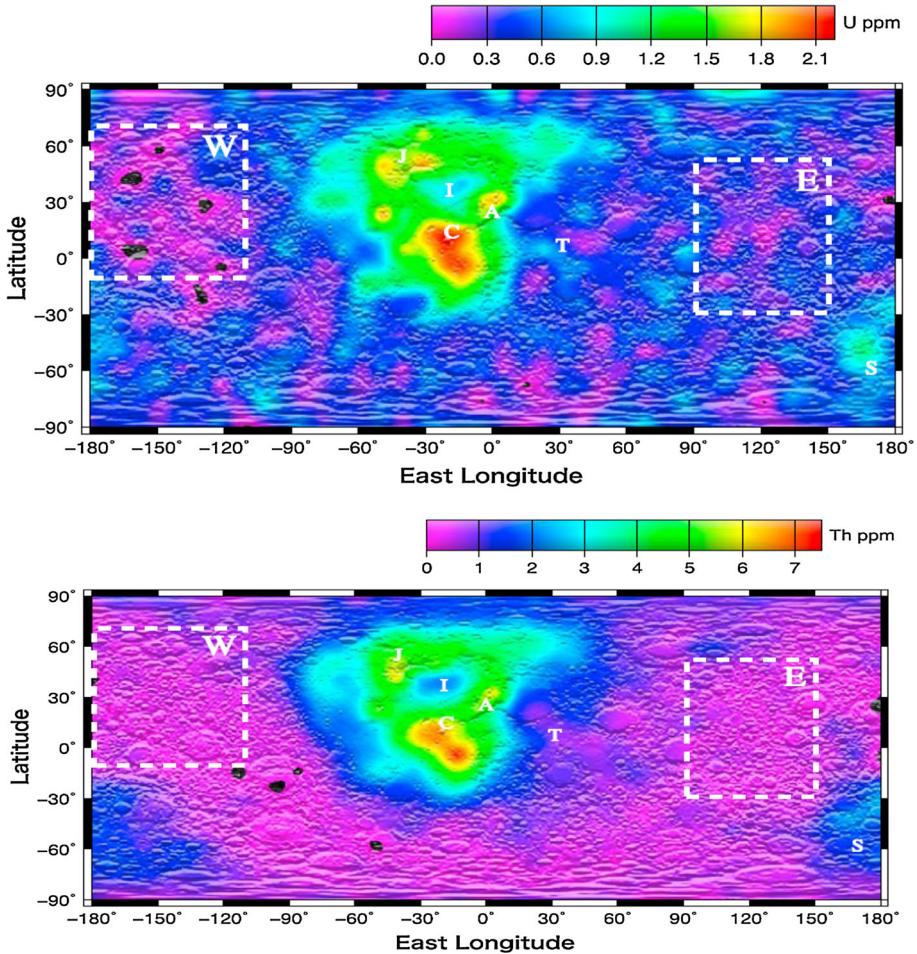 U ppm
0.0 0.3 0.6 0.9 1.2 1.5 1.8 2.1
90°
60°
30°
0°
−30°
−60°
−90°
Latitude
W
J
I
A
C
T
E
S
−180° −150° −120° −90° −60° −30° 0° 30° 60° 90° 120° 150° 180°
East Longitude
Th ppm
0 1 2 3 4 5 6 7
90°
60°
30°
0°
−30°
−60°
−90°
Latitude
W
J
I
A
C
T
E
S
−180° −150° −120° −90° −60° −30° 0° 30° 60° 90° 120° 150° 180°
East Longitude